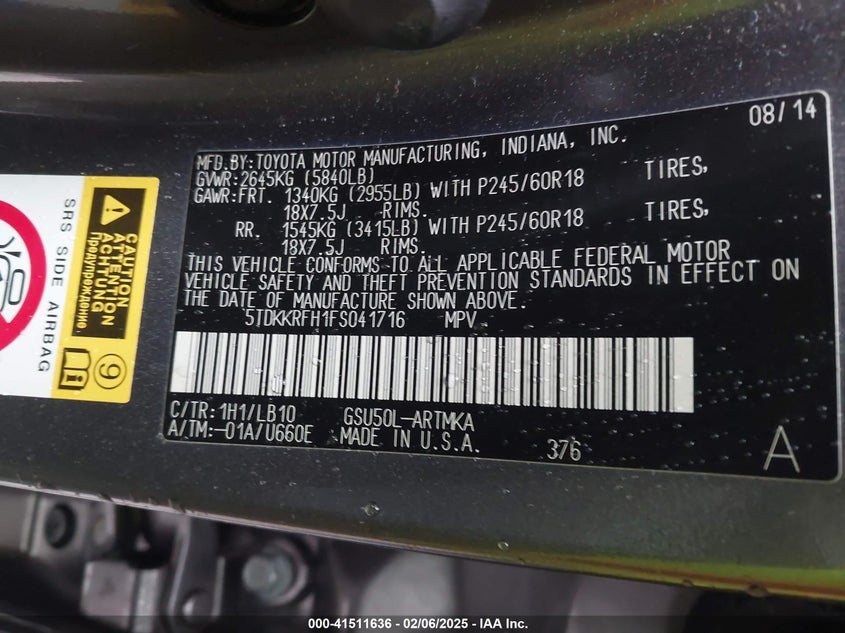 08/14
MFD.BY:TOYOTA MOTOR MANUFACTURING, INDIANA, INC.
GVWR:2645KG (5840LB)
GAWR:FRT. 1340KG (2955LB) WITH P245/60R18 TIRES,
18X7.5J RIMS.
RR. 1545KG (3415LB) WITH P245/60R18 TIRES,
18X7.5J RIMS.
THIS VEHICLE CONFORMS TO ALL APPLICABLE FEDERAL MOTOR
VEHICLE SAFETY AND THEFT PREVENTION STANDARDS IN EFFECT ON
THE DATE OF MANUFACTURE SHOWN ABOVE.
5TDKKRFH1FS041716 MPV
C/TR:1H1/LB10 GSU50L-ARTMKA
A/TM:-01A/U660E MADE IN U.S.A. 376 A
SRS SIDE AIRBAG
CAUTION
ATTENTION
ACHTUNG
Предупреждение
9
i
000-41511636 - 02/06/2025 - IAA Inc.